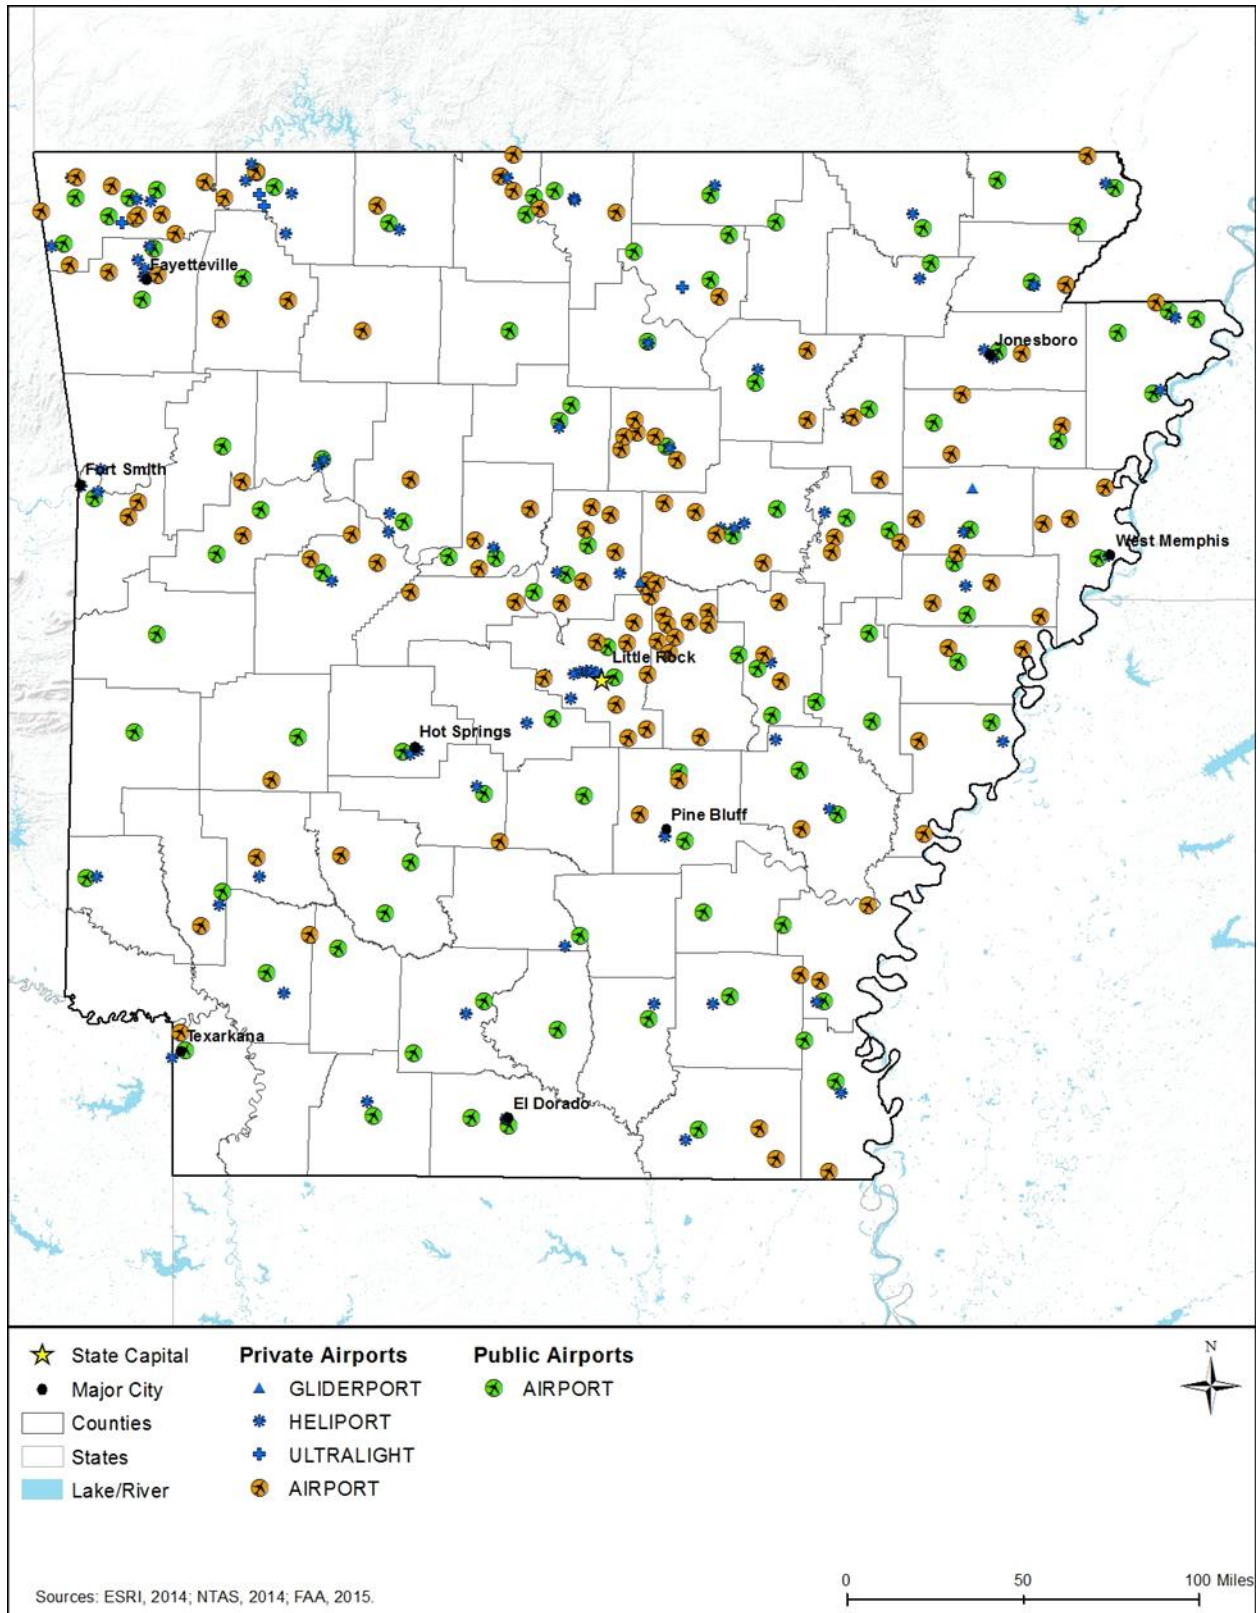 Fayetteville
Jonesboro
Fort Smith
West Memphis
Little Rock
Hot Springs
Pine Bluff
Texarkana
El Dorado
State Capital
Major City
Counties
States
Lake/River
Private Airports
GLIDERPORT
HELIPORT
ULTRALIGHT
AIRPORT
Public Airports
AIRPORT
N
0 50 100 Miles
Sources: ESRI, 2014; NTAS, 2014; FAA, 2015.